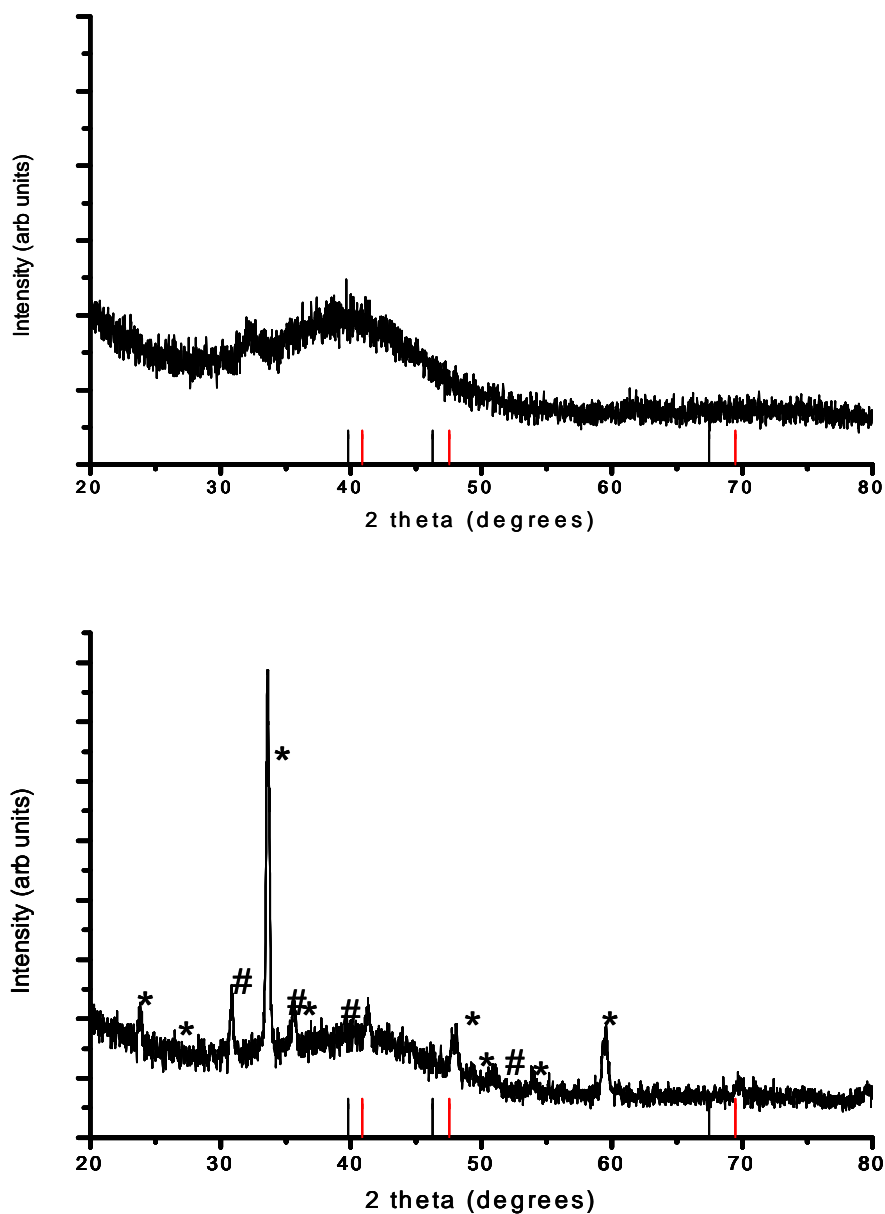 Intensity (arb units)
20 30 40 50 60 70 80
2 theta (degrees)
Intensity (arb units)
*
#
* # * #
*
*
* # *
*
20 30 40 50 60 70 80
2 theta (degrees)